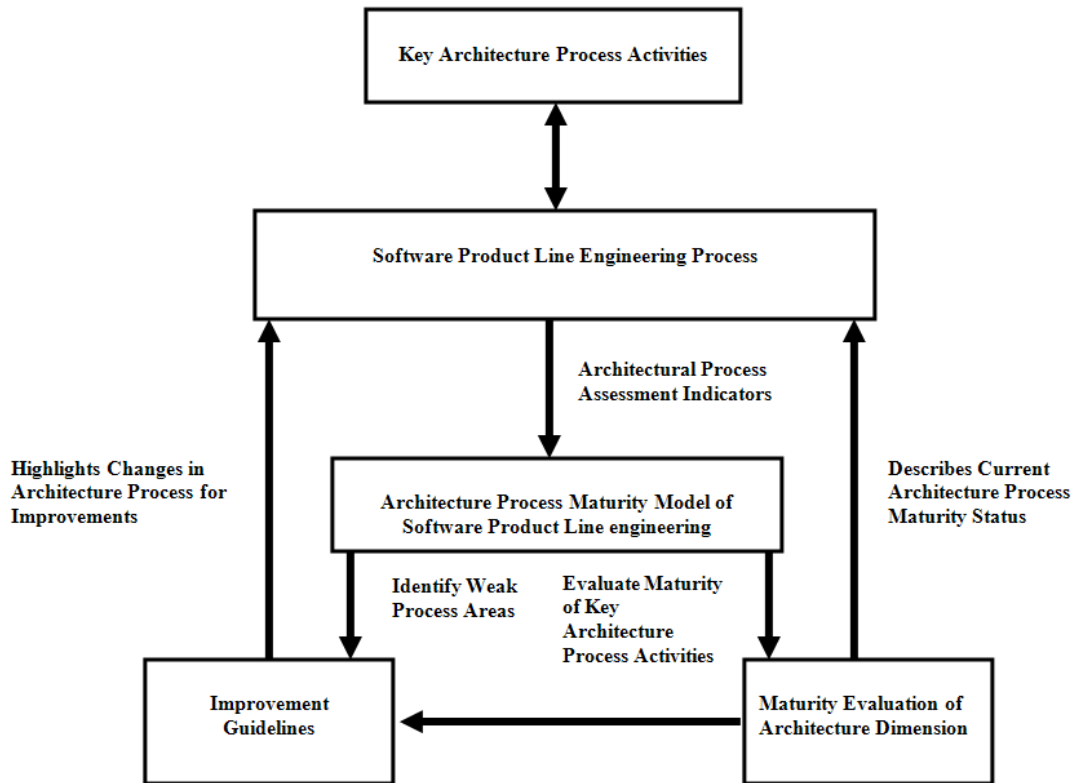 Key Architecture Process Activities
Software Product Line Engineering Process
Architectural Process
Assessment Indicators
Highlights Changes in
Architecture Process for
Improvements
Describes Current
Architecture Process
Maturity Status
Architecture Process Maturity Model of
Software Product Line engineering
Identify Weak
Process Areas
Evaluate Maturity
of Key
Architecture
Process Activities
Improvement
Guidelines
Maturity Evaluation of
Architecture Dimension